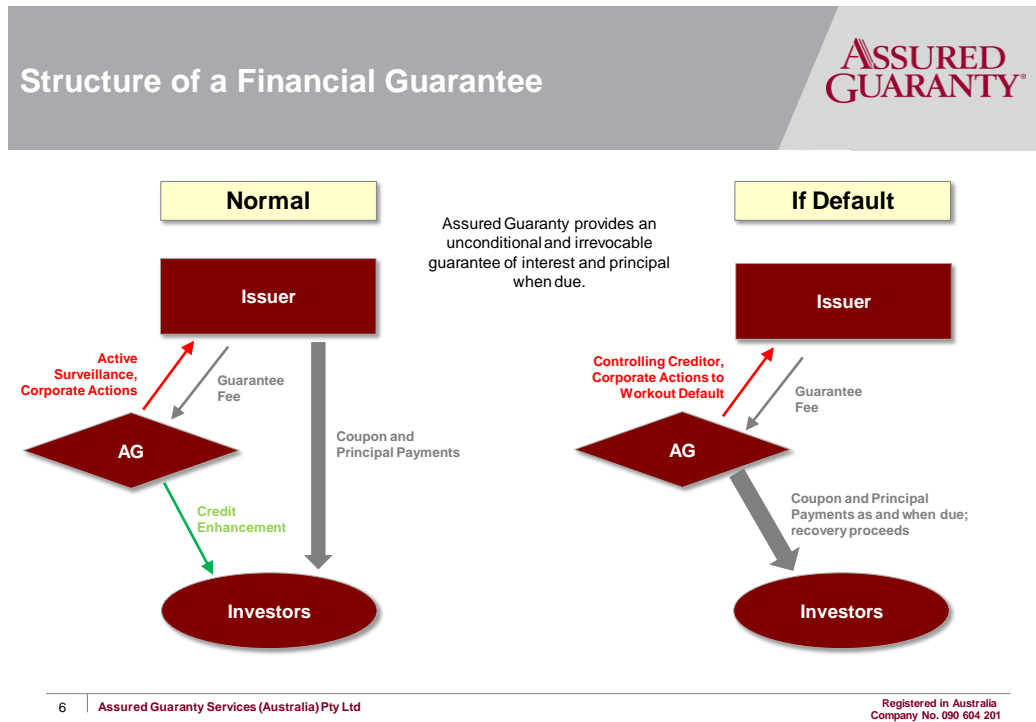 Structure of a Financial Guarantee
ASSURED
GUARANTY®
Normal
Assured Guaranty provides an
unconditional and irrevocable
guarantee of interest and principal
when due.
If Default
Issuer
Active
Surveillance,
Corporate Actions
Guarantee
Fee
AG
Coupon and
Principal Payments
Credit
Enhancement
Investors
Issuer
Controlling Creditor,
Corporate Actions to
Workout Default
Guarantee
Fee
AG
Coupon and Principal
Payments as and when due;
recovery proceeds
Investors
6
Assured Guaranty Services (Australia) Pty Ltd
Registered in Australia
Company No. 090 604 201